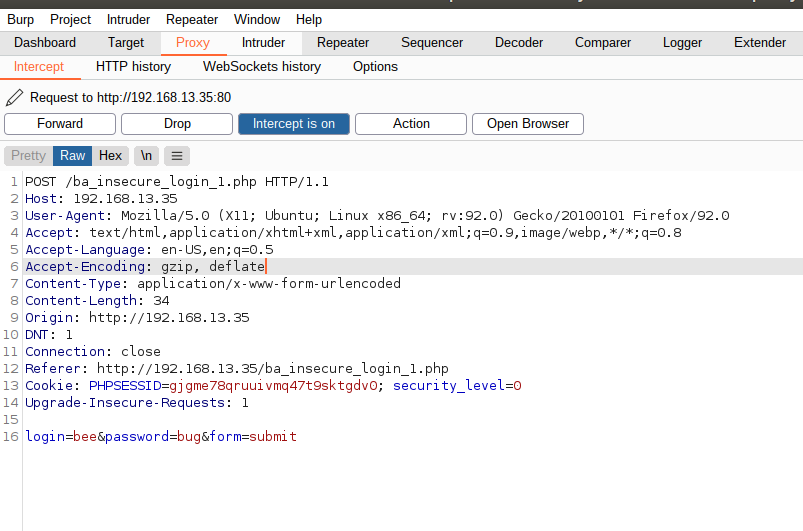 Burp Project Intruder Repeater Window Help
Dashboard Target Proxy Intruder Repeater Sequencer Decoder Comparer Logger Extender
Intercept HTTP history WebSockets history Options
Request to http://192.168.13.35:80
Forward Drop Intercept is on Action Open Browser
Pretty Raw Hex \n
1 POST /ba_insecure_login_1.php HTTP/1.1
2 Host: 192.168.13.35
3 User-Agent: Mozilla/5.0 (X11; Ubuntu; Linux x86_64; rv:92.0) Gecko/20100101 Firefox/92.0
4 Accept: text/html,application/xhtml+xml,application/xml;q=0.9,image/webp,*/*;q=0.8
5 Accept-Language: en-US,en;q=0.5
6 Accept-Encoding: gzip, deflate
7 Content-Type: application/x-www-form-urlencoded
8 Content-Length: 34
9 Origin: http://192.168.13.35
10 DNT: 1
11 Connection: close
12 Referer: http://192.168.13.35/ba_insecure_login_1.php
13 Cookie: PHPSESSID=gjgme78qruuivmq47t9sktgdv0; security_level=0
14 Upgrade-Insecure-Requests: 1
15
16 login=bee&password=bug&form=submit